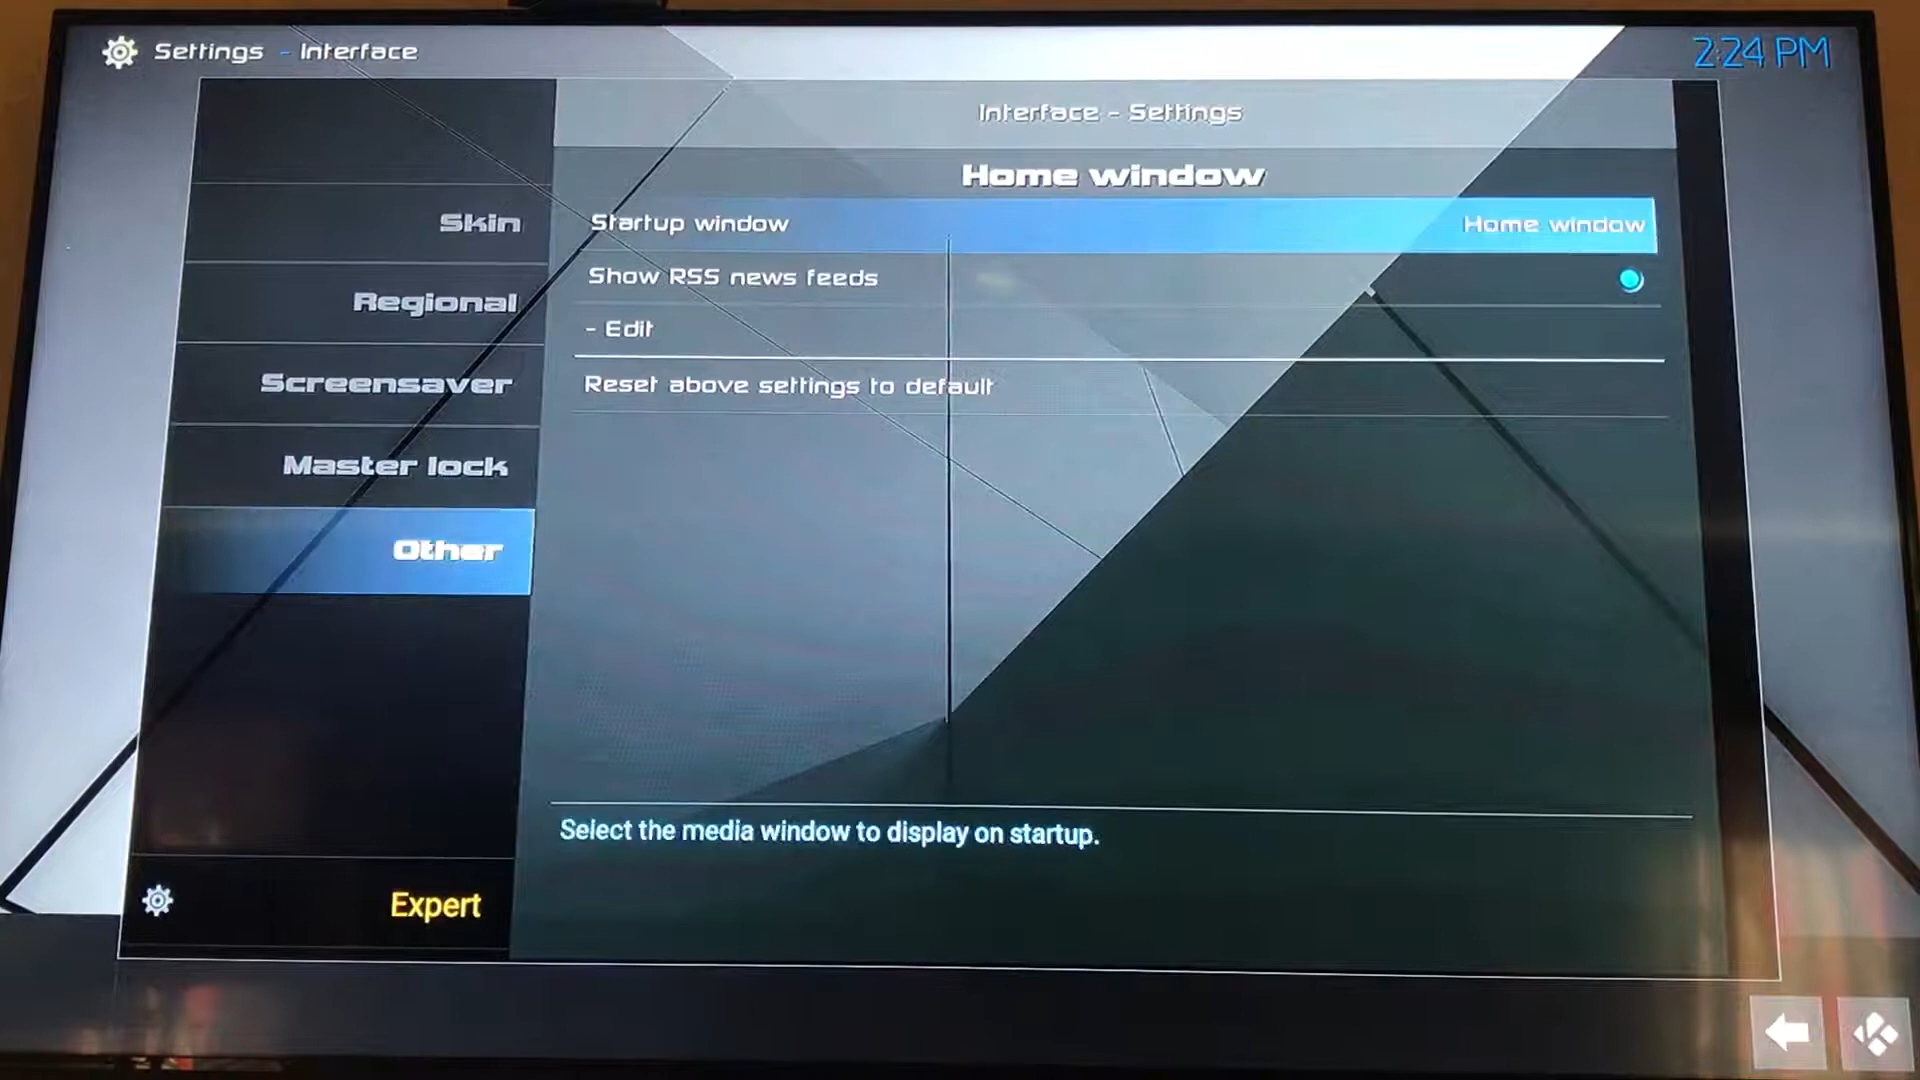 Settings - Interface
2:24 PM
Interface - Settings
Home window
Skin
Regional
Screensaver
Master lock
Other
Startup window Home window
Show RSS news feeds
- Edit
Reset above settings to default
Select the media window to display on startup.
Expert